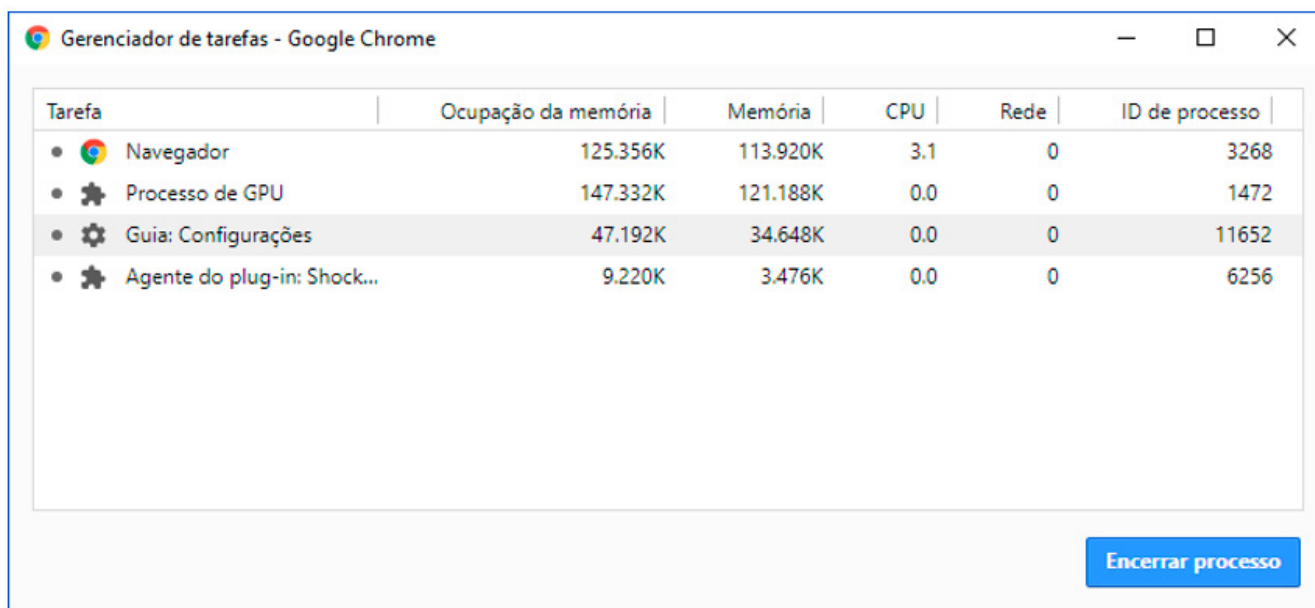 Gerenciador de tarefas - Google Chrome
Tarefa Ocupação da memória Memória CPU Rede ID de processo
Navegador 125.356K 113.920K 3.1 0 3268
Processo de GPU 147.332K 121.188K 0.0 0 1472
Guia: Configurações 47.192K 34.648K 0.0 0 11652
Agente do plug-in: Shock... 9.220K 3.476K 0.0 0 6256
Encerrar processo